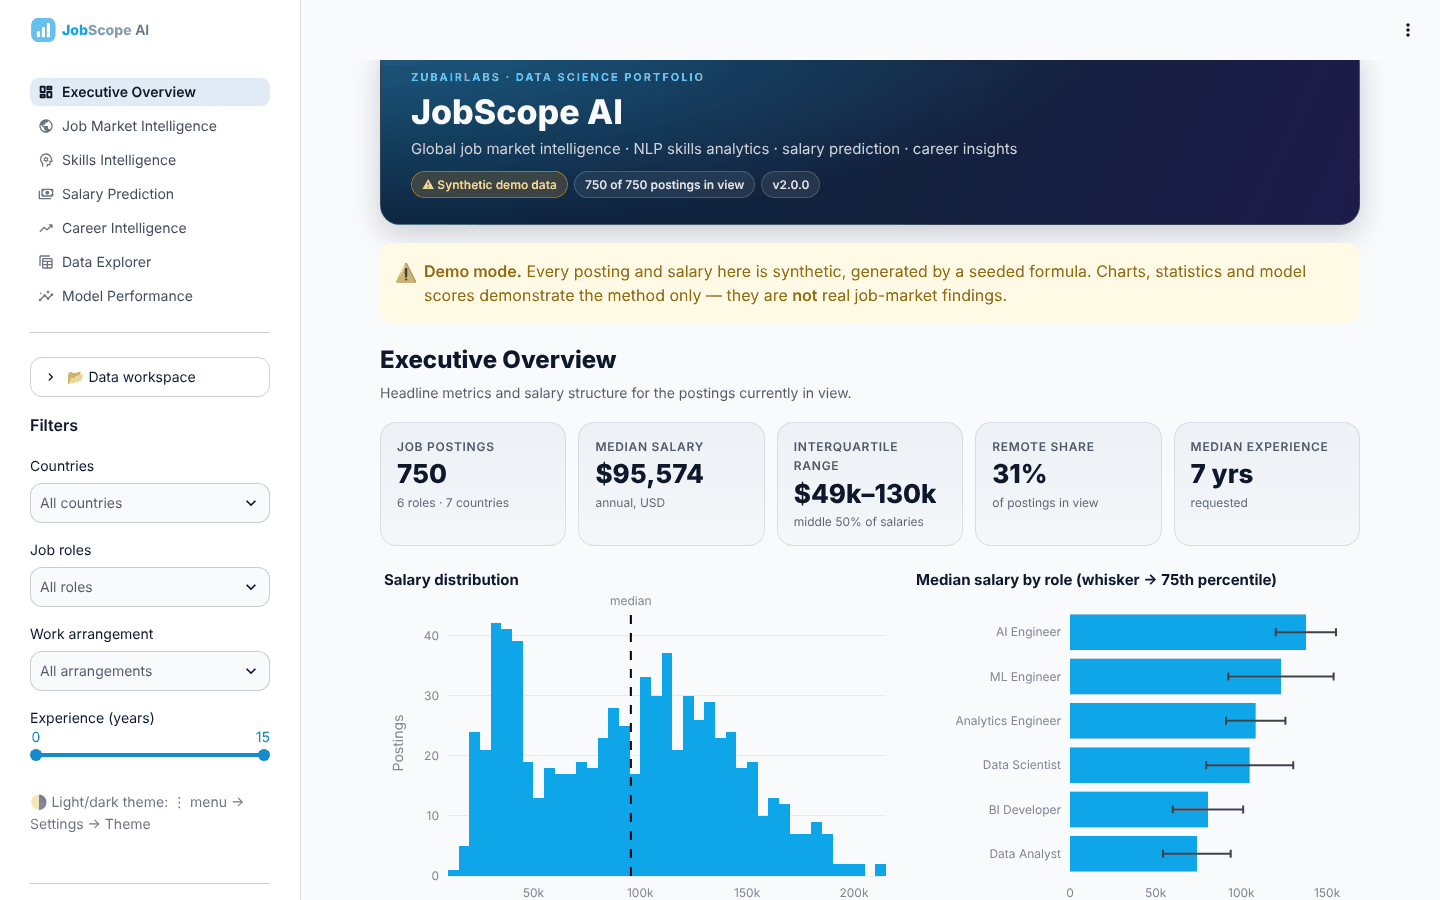 JobScope AI
Executive Overview
Job Market Intelligence
Skills Intelligence
Salary Prediction
Career Intelligence
Data Explorer
Model Performance
📂 Data workspace
Filters
Countries
All countries
Job roles
All roles
Work arrangement
All arrangements
Experience (years)
0 15
🌓 Light/dark theme: ⋮ menu →
Settings → Theme
ZUBAIRLABS · DATA SCIENCE PORTFOLIO
JobScope AI
Global job market intelligence · NLP skills analytics · salary prediction · career insights
⚠ Synthetic demo data
750 of 750 postings in view
v2.0.0
⚠️ Demo mode. Every posting and salary here is synthetic, generated by a seeded formula. Charts, statistics and model
scores demonstrate the method only — they are not real job-market findings.
Executive Overview
Headline metrics and salary structure for the postings currently in view.
JOB POSTINGS
750
6 roles · 7 countries
MEDIAN SALARY
$95,574
annual, USD
INTERQUARTILE
RANGE
$49k–130k
middle 50% of salaries
REMOTE SHARE
31%
of postings in view
MEDIAN EXPERIENCE
7 yrs
requested
Salary distribution
median
Postings
40
30
20
10
0
50k 100k 150k 200k
Median salary by role (whisker → 75th percentile)
AI Engineer
ML Engineer
Analytics Engineer
Data Scientist
BI Developer
Data Analyst
0 50k 100k 150k